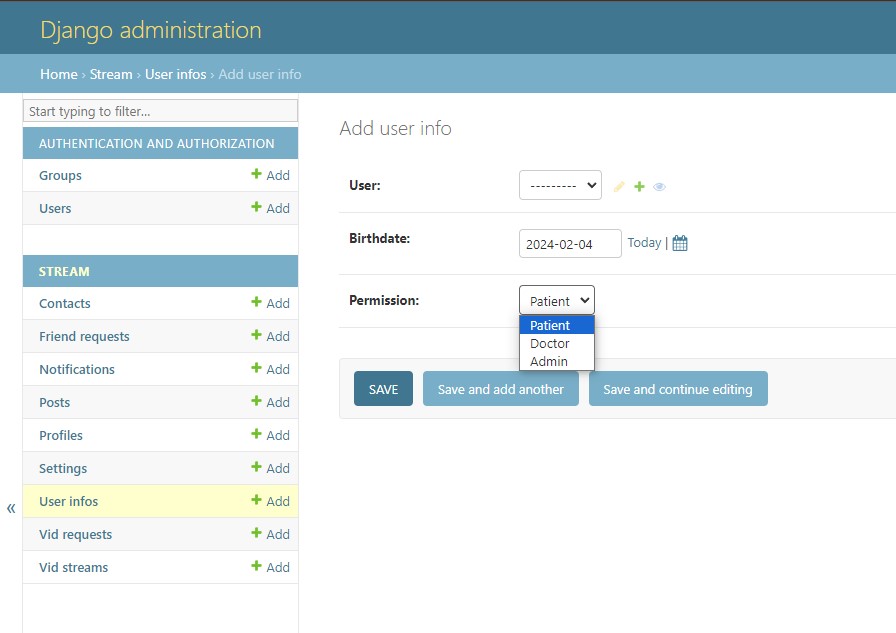 Django administration
Home › Stream › User infos › Add user info
Start typing to filter...
AUTHENTICATION AND AUTHORIZATION
Groups + Add
Users + Add
STREAM
Contacts + Add
Friend requests + Add
Notifications + Add
Posts + Add
Profiles + Add
Settings + Add
User infos + Add
Vid requests + Add
Vid streams + Add
«
Add user info
User: ---------
Birthdate: 2024-02-04 Today |
Permission: Patient
Patient
Doctor
Admin
SAVE Save and add another Save and continue editing